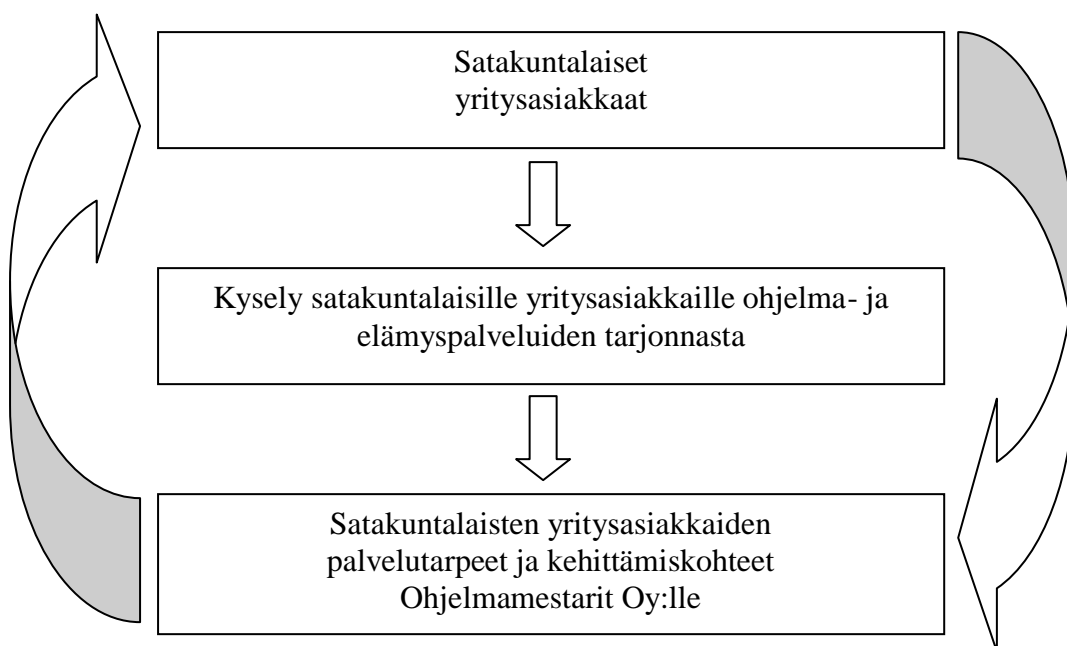 Satakuntalaiset
yritysasiakkaat
Kysely satakuntalaisille yritysasiakkaille ohjelma- ja
elämyspalveluiden tarjonnasta
Satakuntalaisten yritysasiakkaiden
palvelutarpeet ja kehittämiskohteet
Ohjelmamestarit Oy:lle